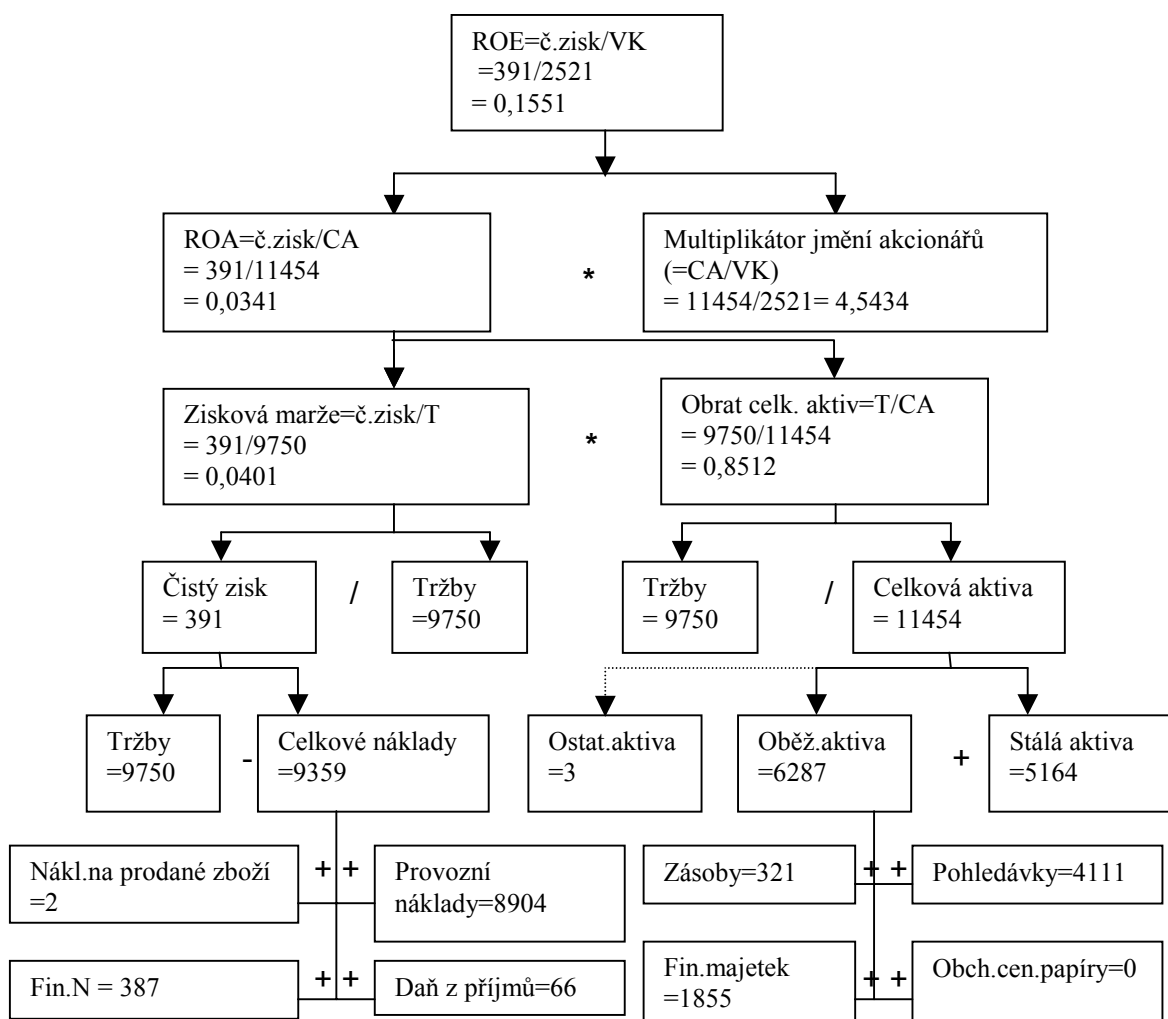 ROE=č.zisk/VK
=391/2521
= 0,1551
ROA=č.zisk/CA
= 391/11454
= 0,0341
*
Multiplikátor jmění akcionářů
(=CA/VK)
= 11454/2521= 4,5434
Zisková marže=č.zisk/T
= 391/9750
= 0,0401
*
Obrat celk. aktiv=T/CA
= 9750/11454
= 0,8512
Čistý zisk
= 391
/
Tržby
=9750
Tržby
= 9750
/
Celková aktiva
= 11454
Tržby
=9750
-
Celkové náklady
=9359
Ostat.aktiva
=3
Oběž.aktiva
=6287
+
Stálá aktiva
=5164
Nákl.na prodané zboží
=2
+ +
Provozní
náklady=8904
Zásoby=321
+ +
Pohledávky=4111
Fin.N = 387
+ +
Daň z příjmů=66
Fin.majetek
=1855
+ +
Obch.cen.papíry=0